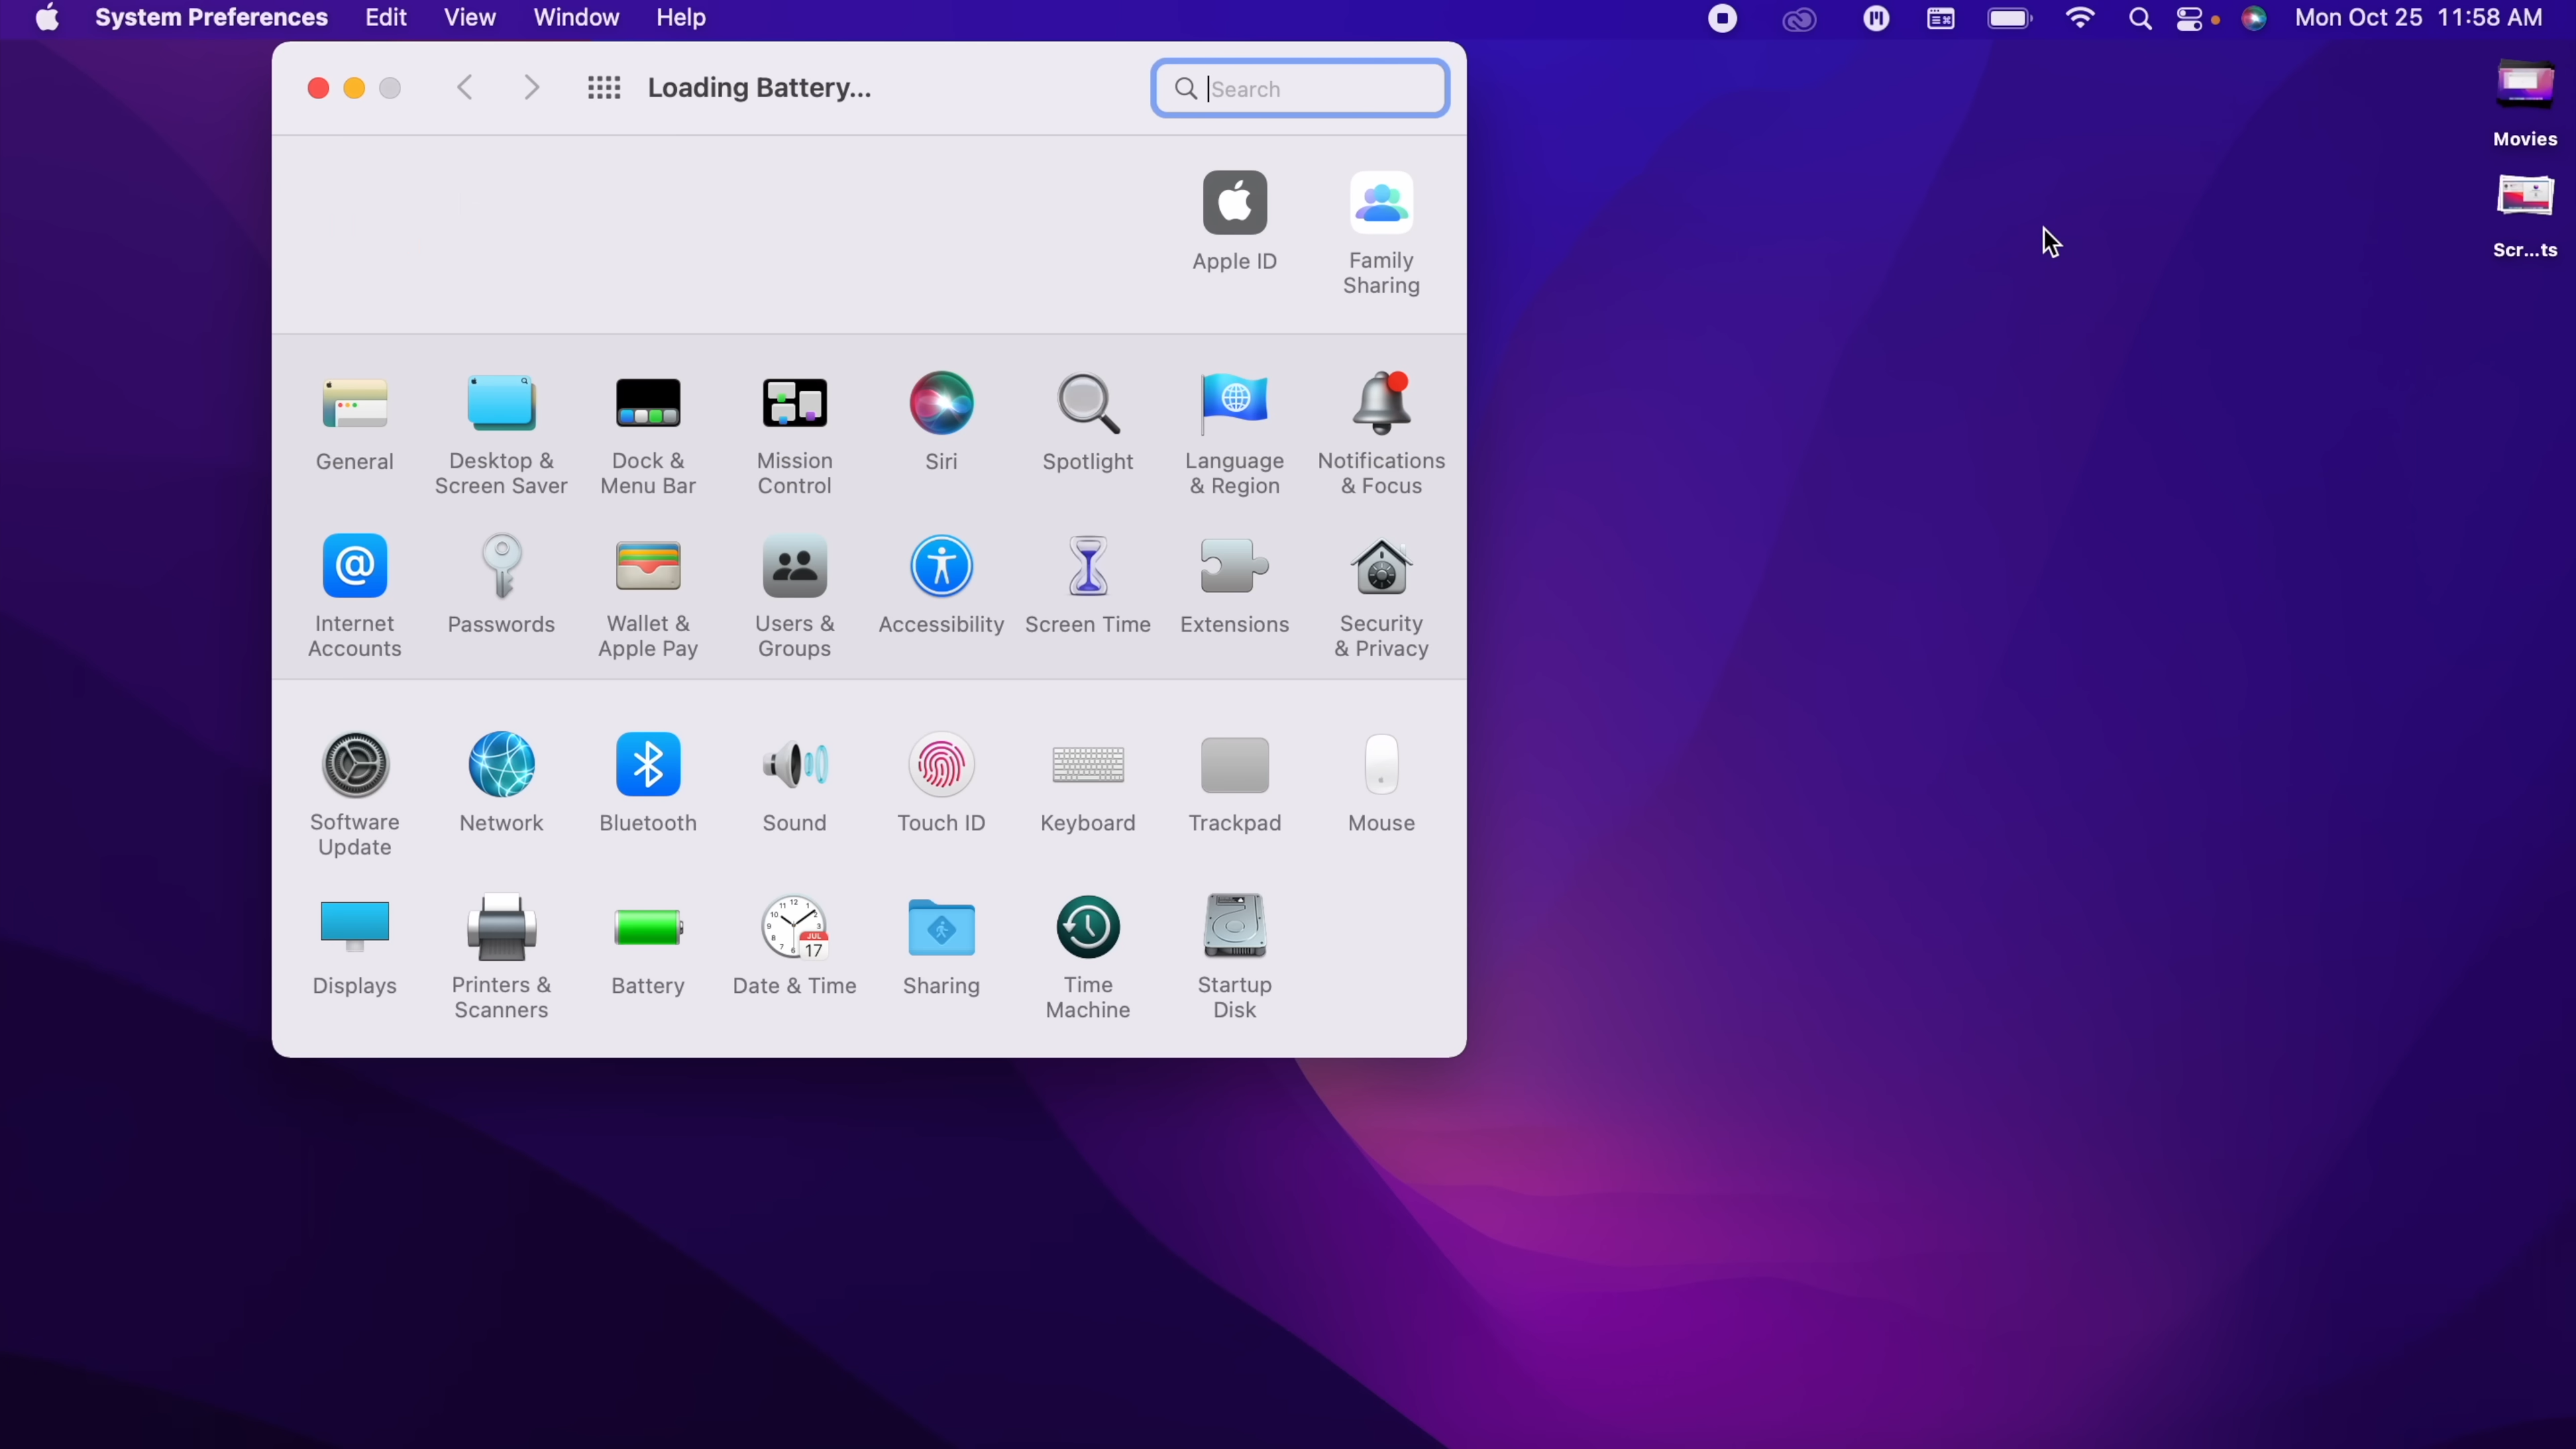 System Preferences Edit View Window Help Mon Oct 25 11:58 AM
Loading Battery...
Search
Movies
Scr...ts
Apple ID
Family
Sharing
General
Desktop &
Screen Saver
Dock &
Menu Bar
Mission
Control
Siri
Spotlight
Language
& Region
Notifications
& Focus
Internet
Accounts
Passwords
Wallet &
Apple Pay
Users &
Groups
Accessibility
Screen Time
Extensions
Security
& Privacy
Software
Update
Network
Bluetooth
Sound
Touch ID
Keyboard
Trackpad
Mouse
Displays
Printers &
Scanners
Battery
JUL
17
Date & Time
Sharing
Time
Machine
Startup
Disk